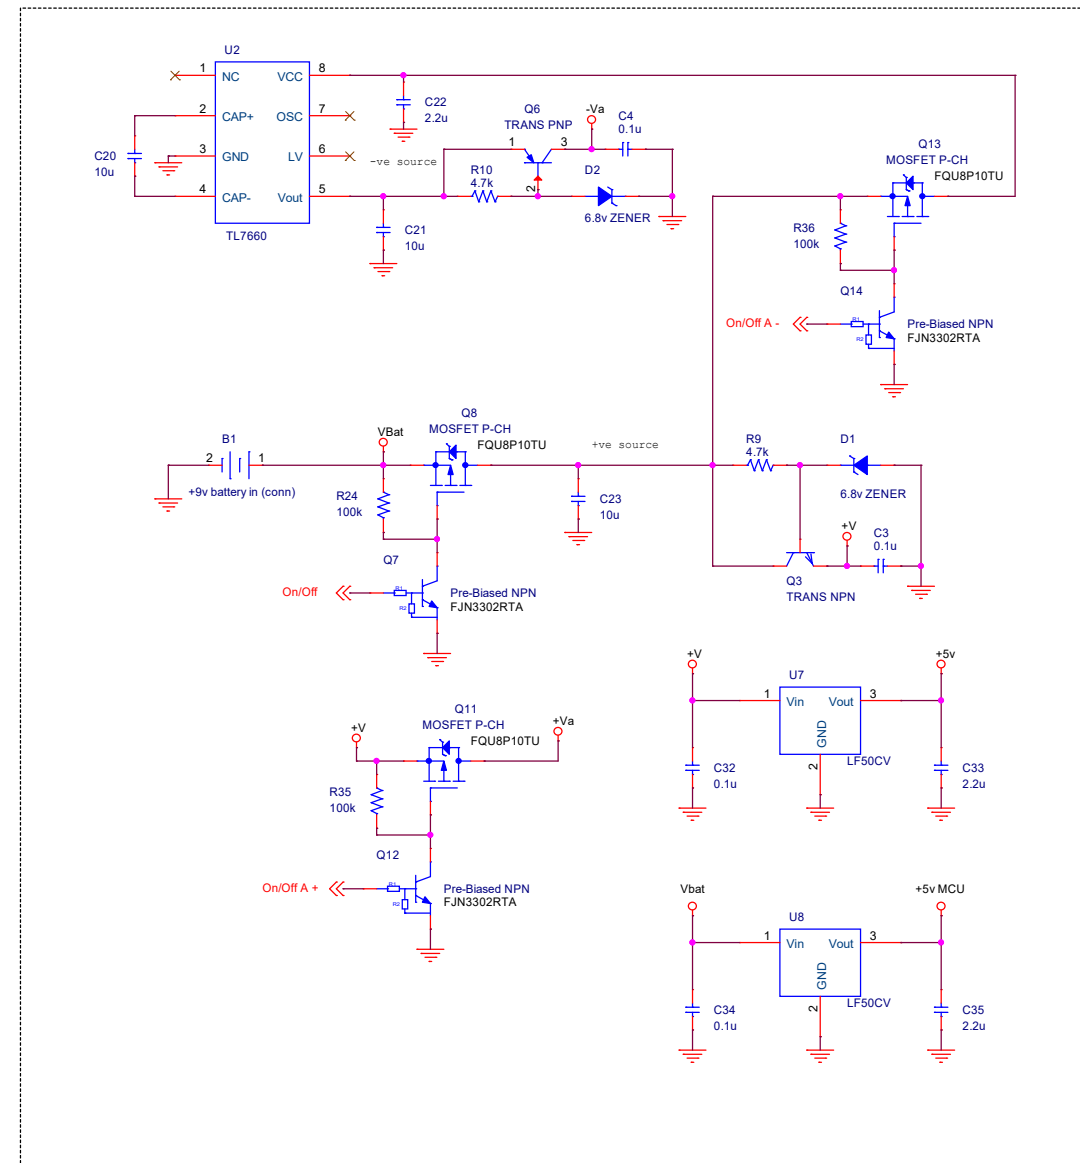 U2
1
NC
VCC
8
2
CAP+
OSC
7
3
GND
LV
6
4
CAP-
Vout
5
TL7660
C20
10u
C22
2.2u
-ve source
C21
10u
R10
4.7k
Q6
TRANS PNP
1
3
2
-Va
C4
0.1u
D2
6.8v ZENER
Q13
MOSFET P-CH
FQU8P10TU
R36
100k
Q14
On/Off A -
R1
R2
Pre-Biased NPN
FJN3302RTA
B1
2
1
+9v battery in (conn)
VBat
Q8
MOSFET P-CH
FQU8P10TU
R24
100k
Q7
On/Off
R1
R2
Pre-Biased NPN
FJN3302RTA
+ve source
C23
10u
R9
4.7k
D1
6.8v ZENER
+V
C3
0.1u
Q3
TRANS NPN
+V
Q11
MOSFET P-CH
FQU8P10TU
+Va
R35
100k
Q12
On/Off A +
R1
R2
Pre-Biased NPN
FJN3302RTA
+V
U7
+5v
1
Vin
Vout
3
GND
2
LF50CV
C32
0.1u
C33
2.2u
Vbat
U8
+5v MCU
1
Vin
Vout
3
GND
2
LF50CV
C34
0.1u
C35
2.2u